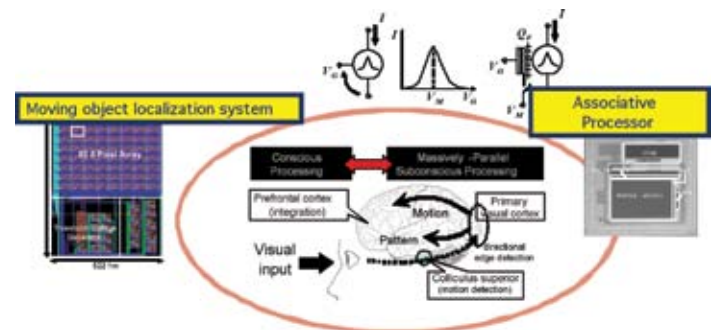 I
V_G
I
V_M
V_G
Q_F
V_G
I
V_M
Moving object localization system
Associative
Processor
Pixel Array
Conscious
Processing
Massively -Parallel
Subconscious Processing
Prefrontal cortex
(integration)
Motion
Primary
visual cortex
Pattern
Directional
edge detection
Visual
input
Colliculus superior
(motion detection)